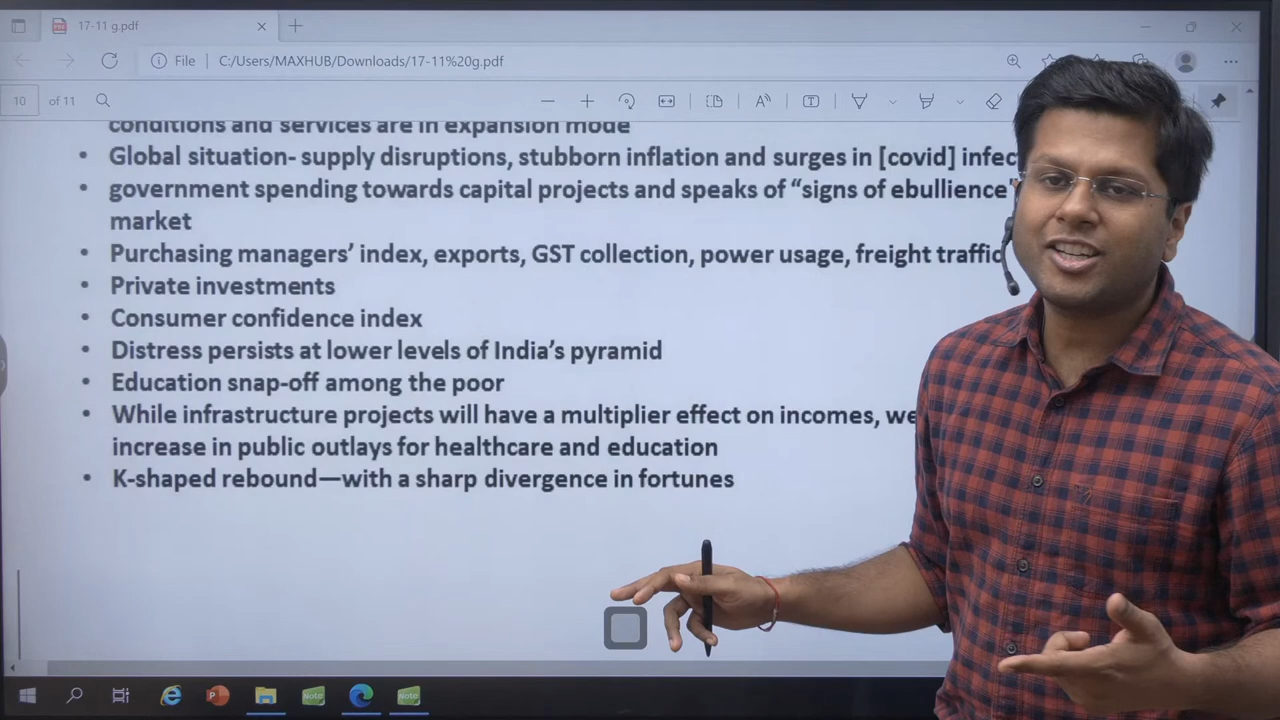 17-11 g.pdf
File C:/Users/MAXHUB/Downloads/17-11%20g.pdf
10 of 11
conditions and services are in expansion mode
• Global situation- supply disruptions, stubborn inflation and surges in [covid]
• government spending towards capital projects and speaks of “signs of ebullience”
market
• Purchasing managers’ index, exports, GST collection, power usage, freight traffic
• Private investments
• Consumer confidence index
• Distress persists at lower levels of India’s pyramid
• Education snap-off among the poor
• While infrastructure projects will have a multiplier effect on incomes,
increase in public outlays for healthcare and education
• K-shaped rebound—with a sharp divergence in fortunes